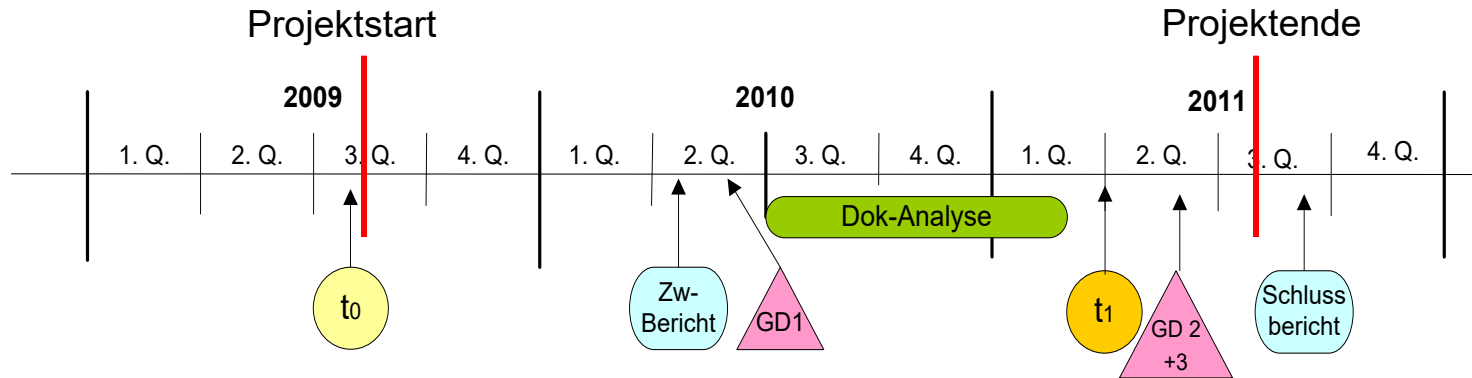 Projektstart
Projektende
2009
2010
2011
1. Q.
2. Q.
3. Q.
4. Q.
1. Q.
2. Q.
3. Q.
4. Q.
1. Q.
2. Q.
3. Q.
4. Q.
Dok-Analyse
t0
Zw-
Bericht
GD1
t1
GD 2
+3
Schluss
bericht